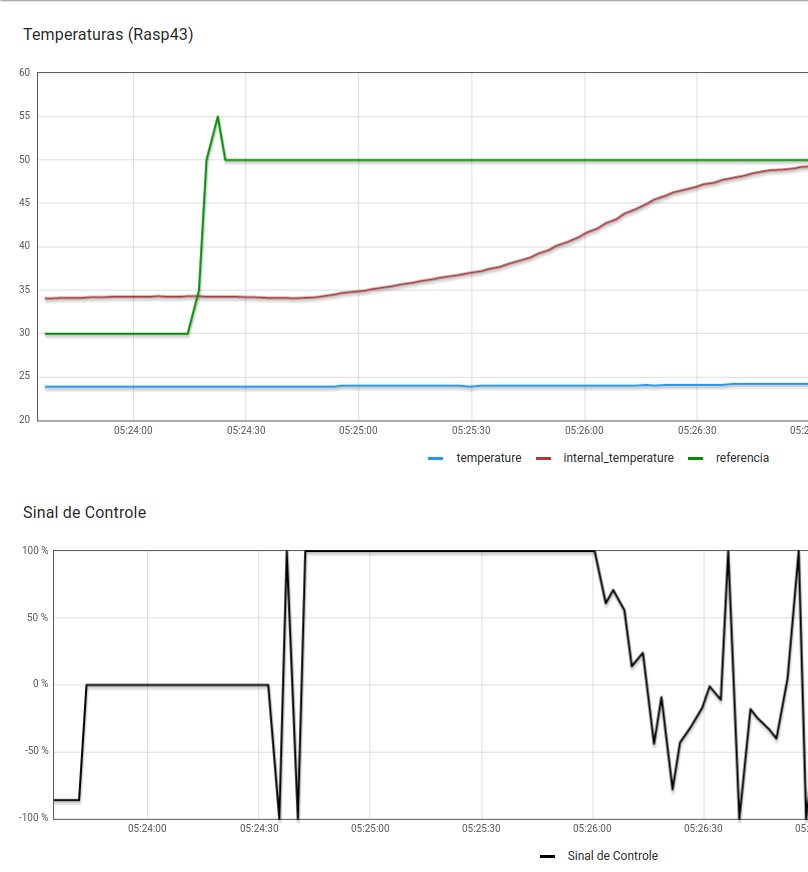 Temperaturas (Rasp43)
60
55
50
45
40
35
30
25
20
05:24:00 05:24:30 05:25:00 05:25:30 05:26:00 05:26:30 05:2
temperature internal_temperature referencia
Sinal de Controle
100 %
50 %
0 %
-50 %
-100 %
05:24:00 05:24:30 05:25:00 05:25:30 05:26:00 05:26:30 05:
Sinal de Controle